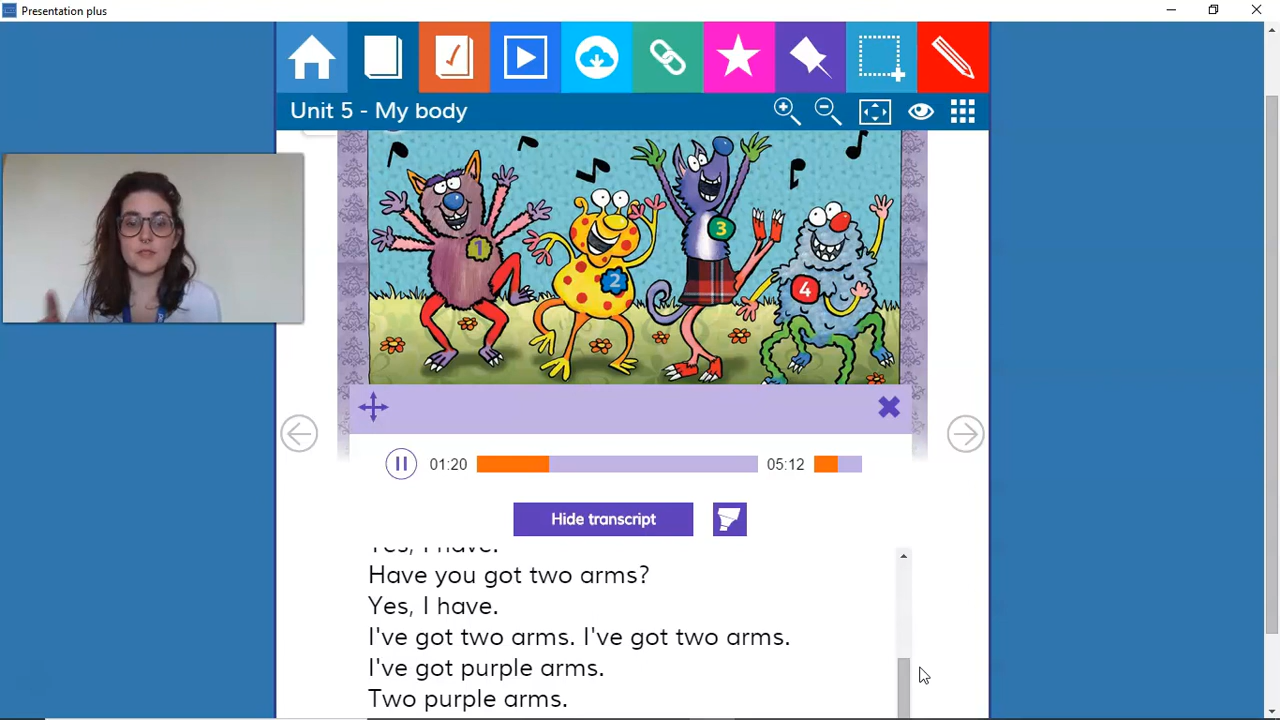 Presentation plus
Unit 5 - My body
1
2
3
4
01:20
05:12
Hide transcript
Yes, I have.
Have you got two arms?
Yes, I have.
I've got two arms. I've got two arms.
I've got purple arms.
Two purple arms.